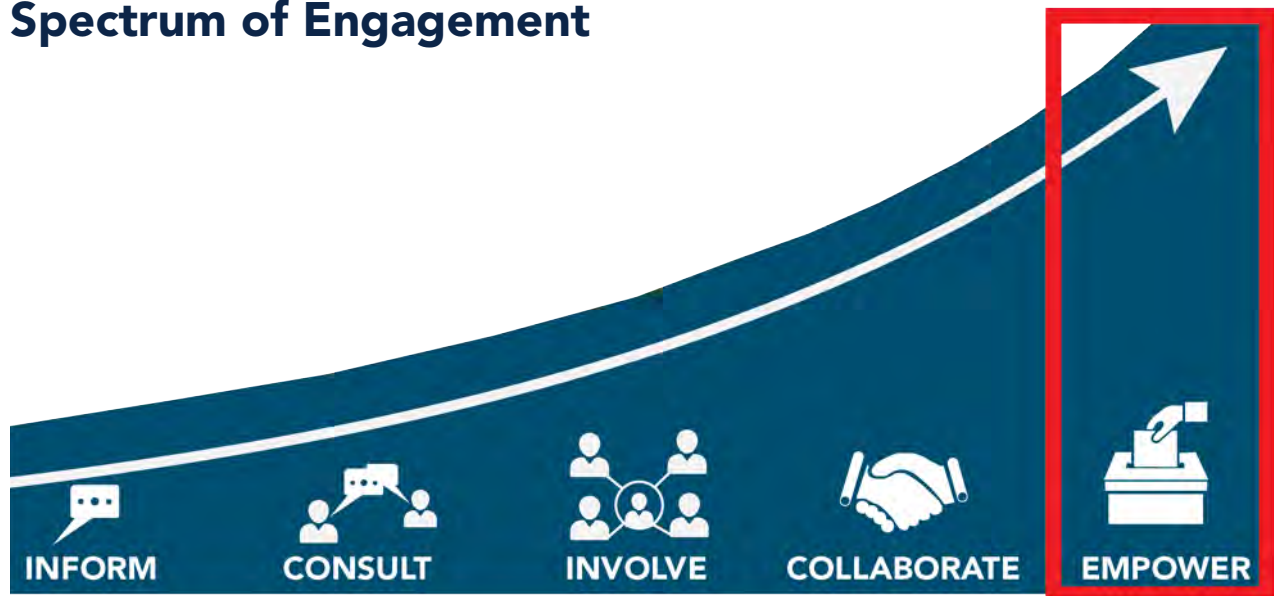 Spectrum of Engagement
INFORM
CONSULT
INVOLVE
COLLABORATE
EMPOWER